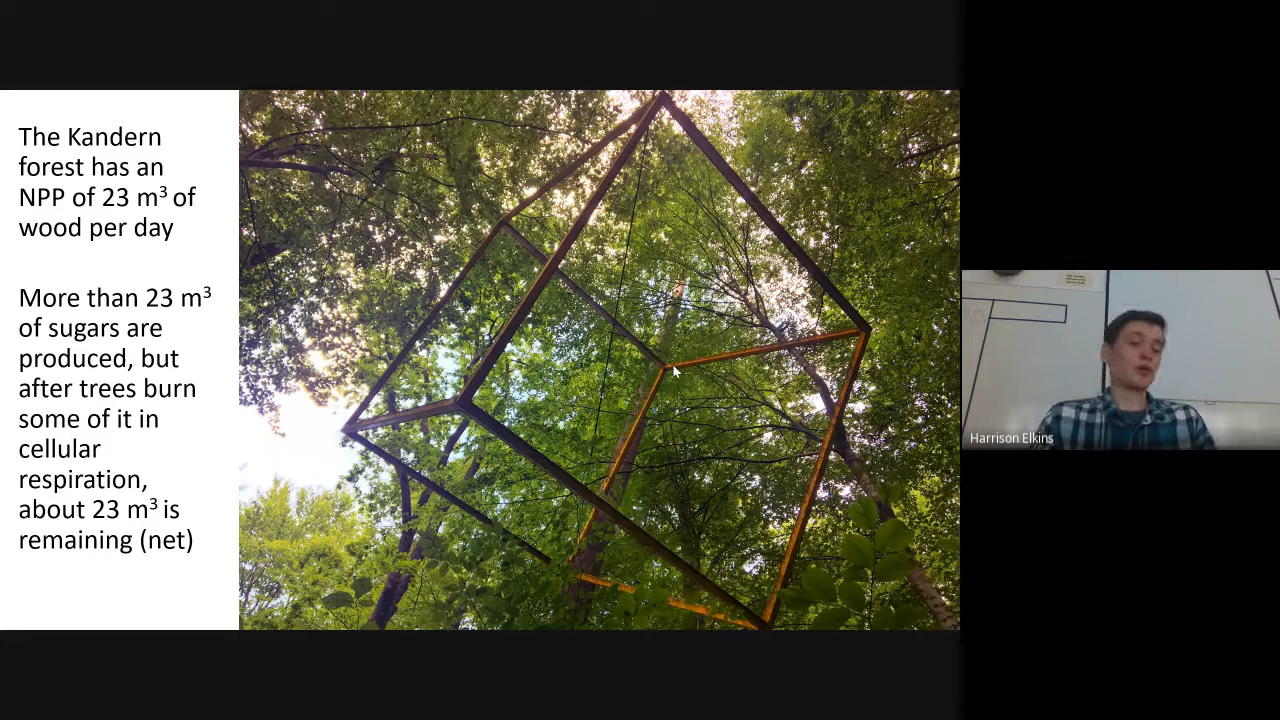 The Kandern
forest has an
NPP of 23 m³ of
wood per day
More than 23 m³
of sugars are
produced, but
after trees burn
some of it in
cellular
respiration,
about 23 m³ is
remaining (net)
Harrison Elkins